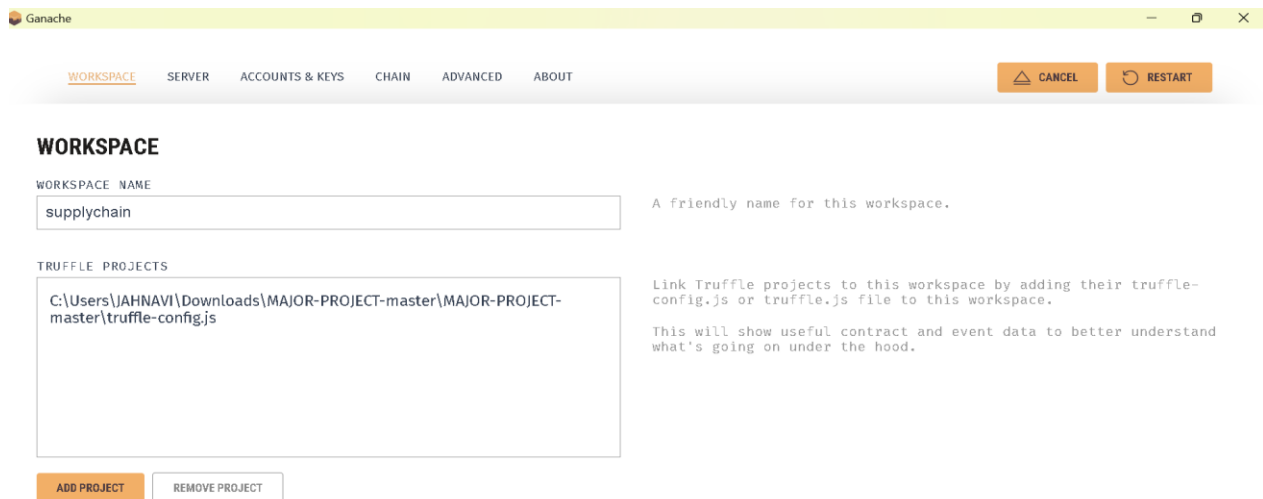 Ganache
WORKSPACE SERVER ACCOUNTS & KEYS CHAIN ADVANCED ABOUT
CANCEL RESTART
WORKSPACE
WORKSPACE NAME
supplychain
A friendly name for this workspace.
TRUFFLE PROJECTS
C:\Users\JAHNAVI\Downloads\MAJOR-PROJECT-master\MAJOR-PROJECT-
master\truffle-config.js
Link Truffle projects to this workspace by adding their truffle-
config.js or truffle.js file to this workspace.
This will show useful contract and event data to better understand
what's going on under the hood.
ADD PROJECT REMOVE PROJECT